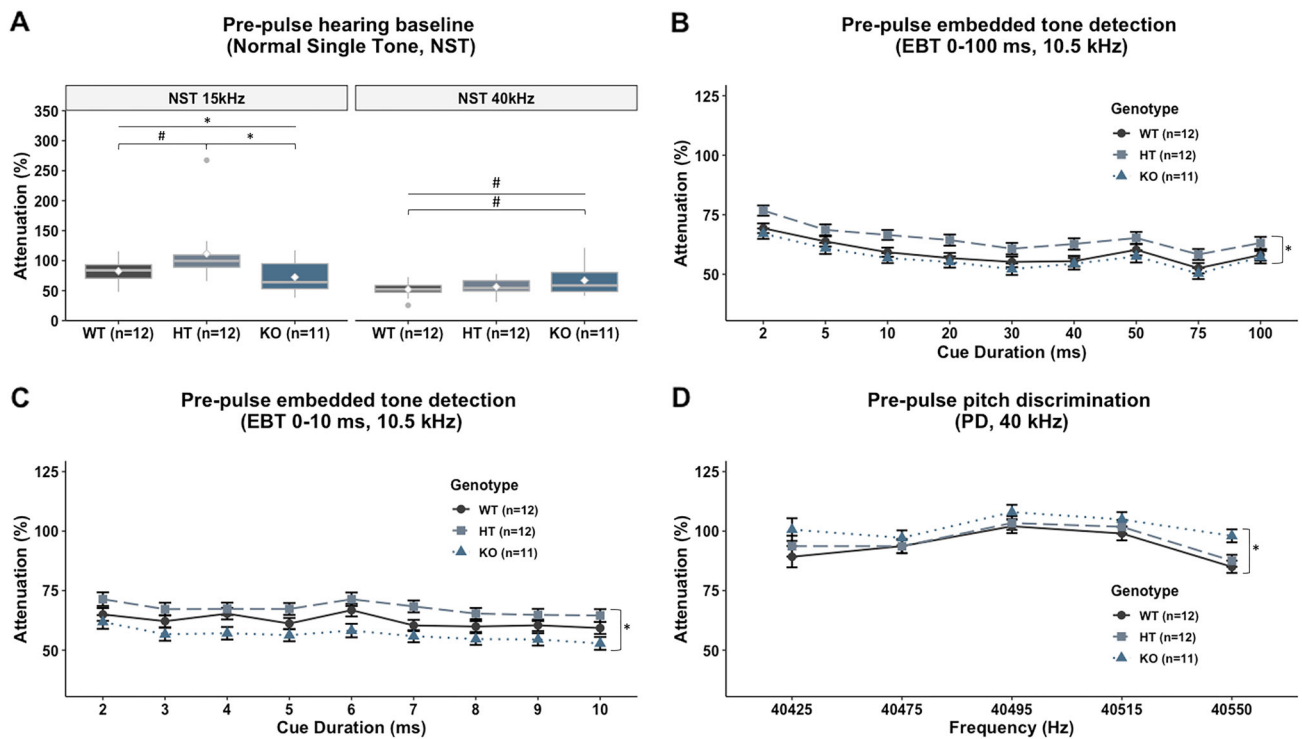 A
Pre-pulse hearing baseline
(Normal Single Tone, NST)
NST 15kHz
NST 40kHz
Attenuation (%)
350
300
250
200
150
100
50
0
*
#
*
#
#
WT (n=12)
HT (n=12)
KO (n=11)
WT (n=12)
HT (n=12)
KO (n=11)
B
Pre-pulse embedded tone detection
(EBT 0-100 ms, 10.5 kHz)
Attenuation (%)
125
100
75
50
Genotype
WT (n=12)
HT (n=12)
KO (n=11)
*
2
5
10
20
30
40
50
75
100
Cue Duration (ms)
C
Pre-pulse embedded tone detection
(EBT 0-10 ms, 10.5 kHz)
Attenuation (%)
125
100
75
50
Genotype
WT (n=12)
HT (n=12)
KO (n=11)
*
2
3
4
5
6
7
8
9
10
Cue Duration (ms)
D
Pre-pulse pitch discrimination
(PD, 40 kHz)
Attenuation (%)
125
100
75
50
*
Genotype
WT (n=12)
HT (n=12)
KO (n=11)
40425
40475
40495
40515
40550
Frequency (Hz)